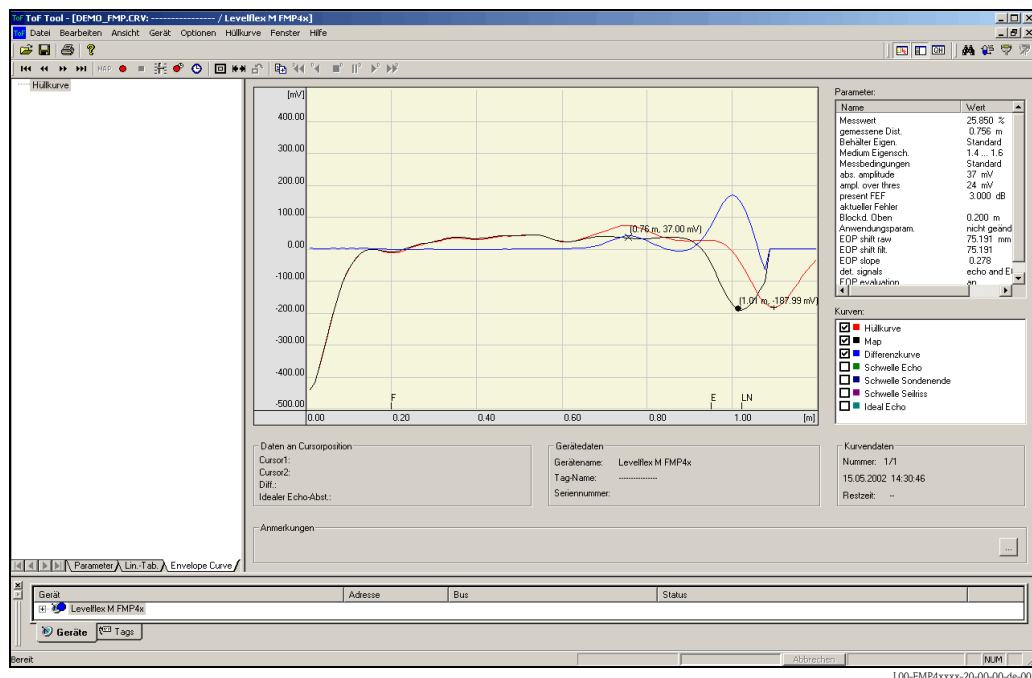 ToF Tool - [DEMO_FMP.CRV: --------------- / Levelflex M FMP4x]
Datei Bearbeiten Ansicht Gerät Optionen Hüllkurve Fenster Hilfe
MAP
Hüllkurve
[mV]
400.00
300.00
200.00
100.00
0.00
-100.00
-200.00
-300.00
-400.00
-500.00
(0.76 m, 37.00 mV)
(1.01 m, -187.99 mV)
F E LN
0.00 0.20 0.40 0.60 0.80 1.00 [m]
Parameter:
Name Wert
Messwert 25.850 %
gemessene Dist. 0.756 m
Behälter Eigen. Standard
Medium Eigensch. 1.4 ... 1.6
Messbedingungen Standard
abs. amplitude 37 mV
ampl. over thres 24 mV
present FEF 3.000 dB
aktueller Fehler
Blockd. Oben 0.200 m
Anwendungsparam. nicht geänd
EOP shift raw 75.191 mm
EOP shift filt. 75.191
EOP slope 0.278
det. signals echo and E
EOP evaluation an
Kurven:
Hüllkurve
Map
Differenzkurve
Schwelle Echo
Schwelle Sondenende
Schwelle Seilriss
Ideal Echo
Daten an Cursorposition
Cursor1:
Cursor2:
Diff.:
Idealer Echo-Abst.:
Gerätedaten
Gerätename: Levelflex M FMP4x
Tag-Name: ---------------
Seriennummer:
Kurvendaten
Nummer: 1/1
15.05.2002 14:30:46
Restzeit: --
Anmerkungen
...
Parameter Lin.-Tab. Envelope Curve
Gerät Adresse Bus Status
Levelflex M FMP4x
Geräte Tags
Bereit Abbrechen NUM
L00-FMP4xxxx-20-00-00-de-00